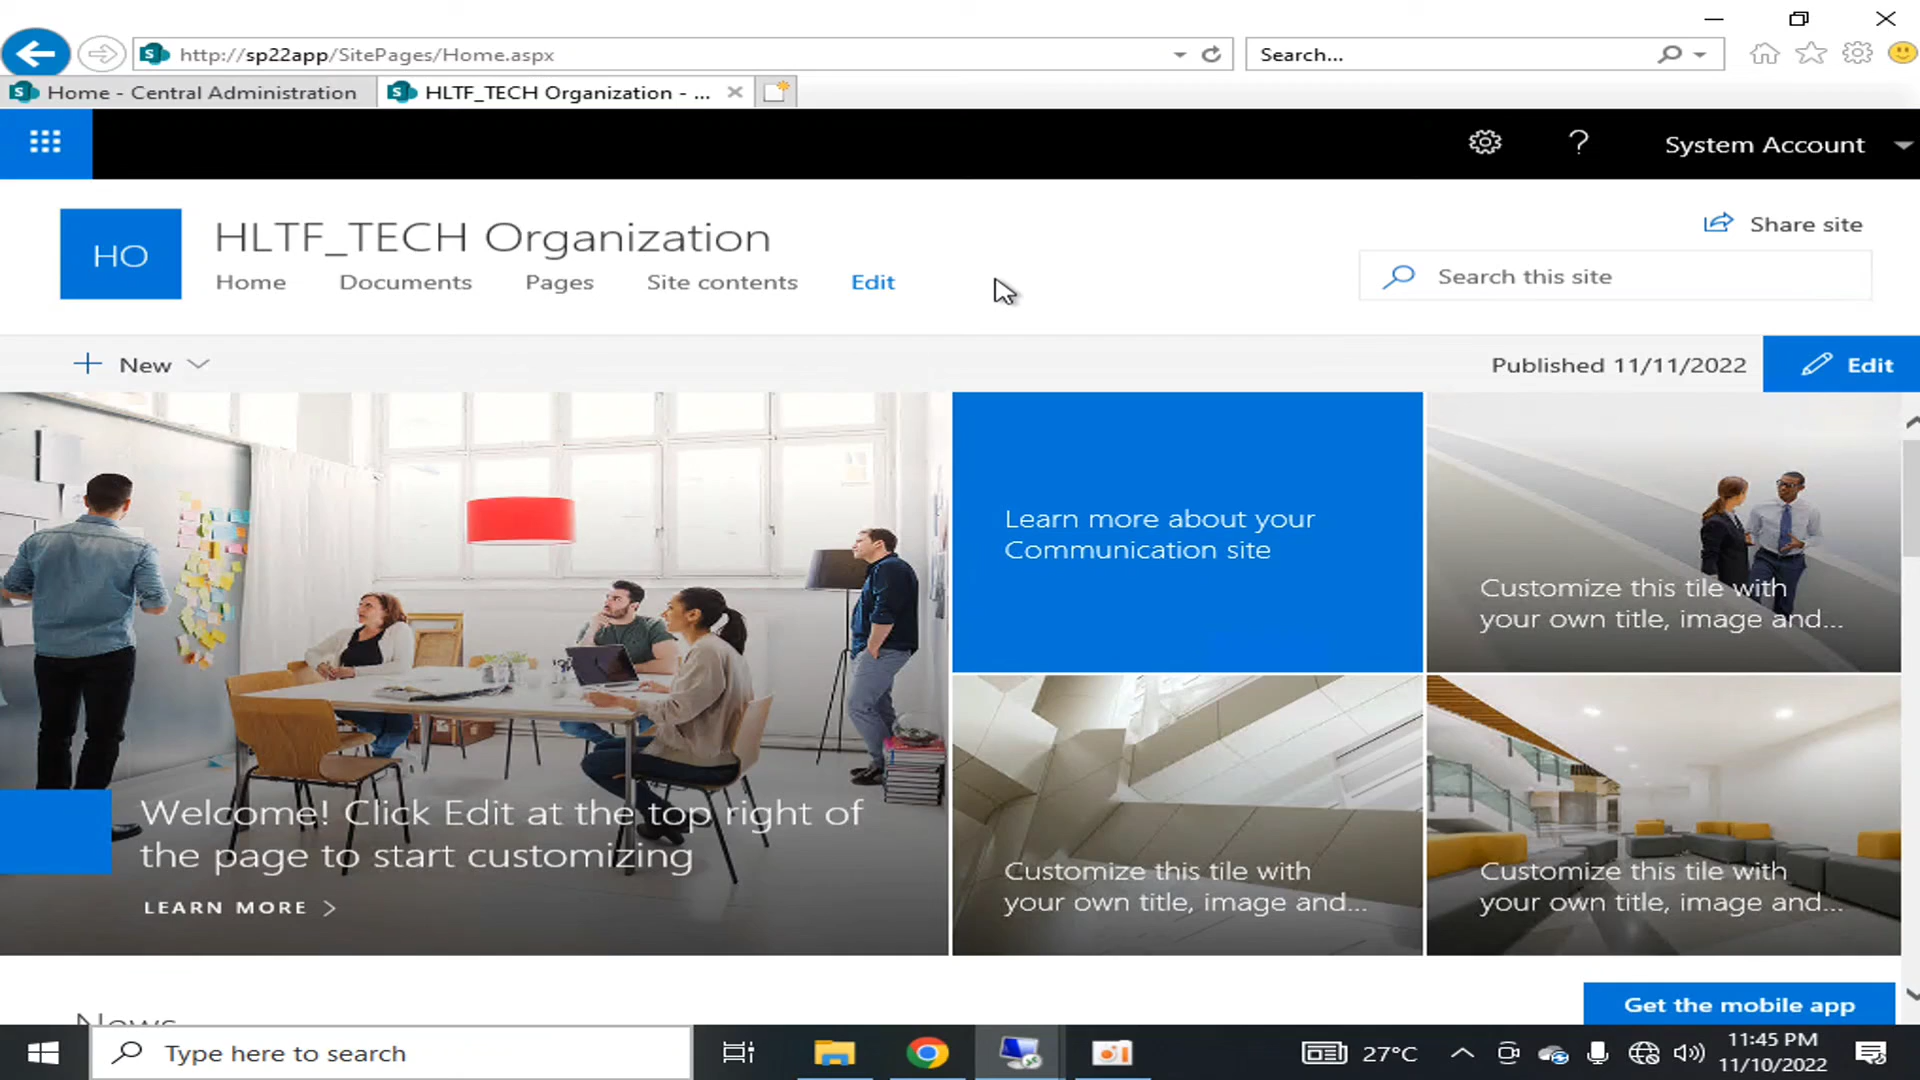 http://sp22app/SitePages/Home.aspx
Search...
Home - Central Administration
HLTF_TECH Organization - ...
?
System Account
HO
HLTF_TECH Organization
Share site
Home Documents Pages Site contents Edit
Search this site
New
Published 11/11/2022
Edit
Learn more about your
Communication site
Customize this tile with
your own title, image and...
Welcome! Click Edit at the top right of
the page to start customizing
LEARN MORE
Customize this tile with
your own title, image and...
Customize this tile with
your own title, image and...
News
Get the mobile app
Type here to search
27°C
11:45 PM
11/10/2022